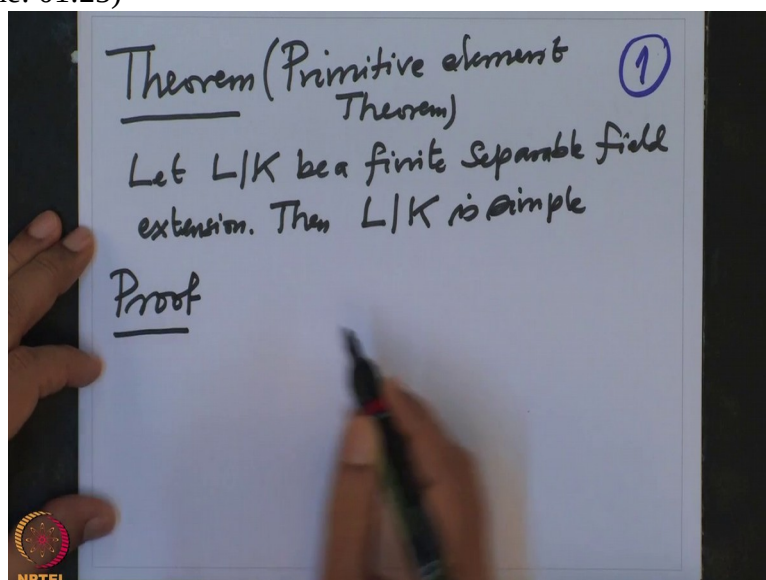 Theorem (Primitive element
Theorem)
1
Let L|K be a finite separable field
extension. Then L|K is simple
Proof
NPTEL